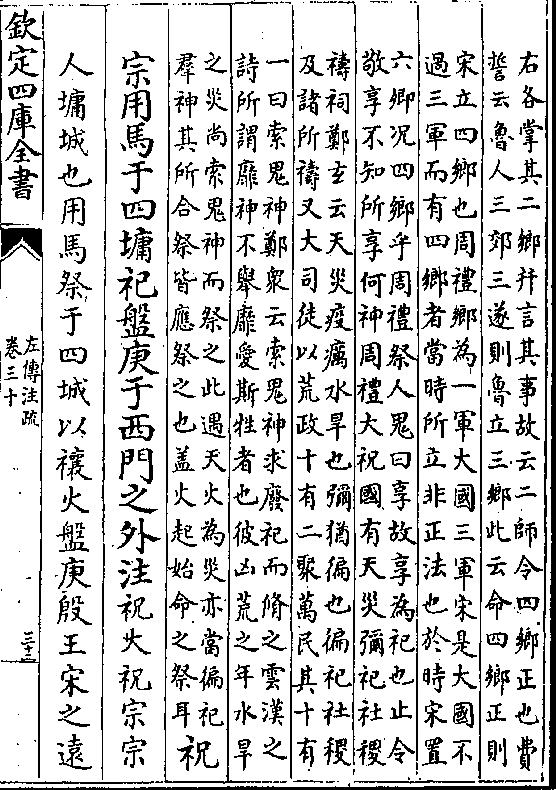 右各掌其二鄉幷言其事故云二師令四鄉正也費
誓云魯人三郊三遂則魯立三鄉此云命四鄉正則
宋立四鄉也周禮鄉為一軍大國三軍宋是大國不
過三軍而有四鄉者當時所立非正法也於時宋置
六卿况四鄉乎周禮祭人鬼曰享故享為祀也止令
敬享不知所享何神周禮大祝國有天災彌祀社稷
禱祠鄭𤣥云天災疫癘水旱也彌猶徧也徧祀社稷
及諸所禱又大司徒以荒政十有二聚萬民其十有
一曰索鬼神鄭衆云索鬼神求廢祀而脩之雲漢之
詩所謂靡神不舉靡愛斯牲者也彼凶荒之年水旱
之災尚索鬼神而祭之此遇天火為災亦當徧祀
羣神其所合祭皆應祭之也盖火起始命之祭耳
祝
宗用馬于四墉祀盤庚于西門之外注祝大祝宗宗
人墉城也用馬祭于四城以禳火盤庚殷王宋之遠
欽定四庫全書
左傳注疏
卷三十
三十二